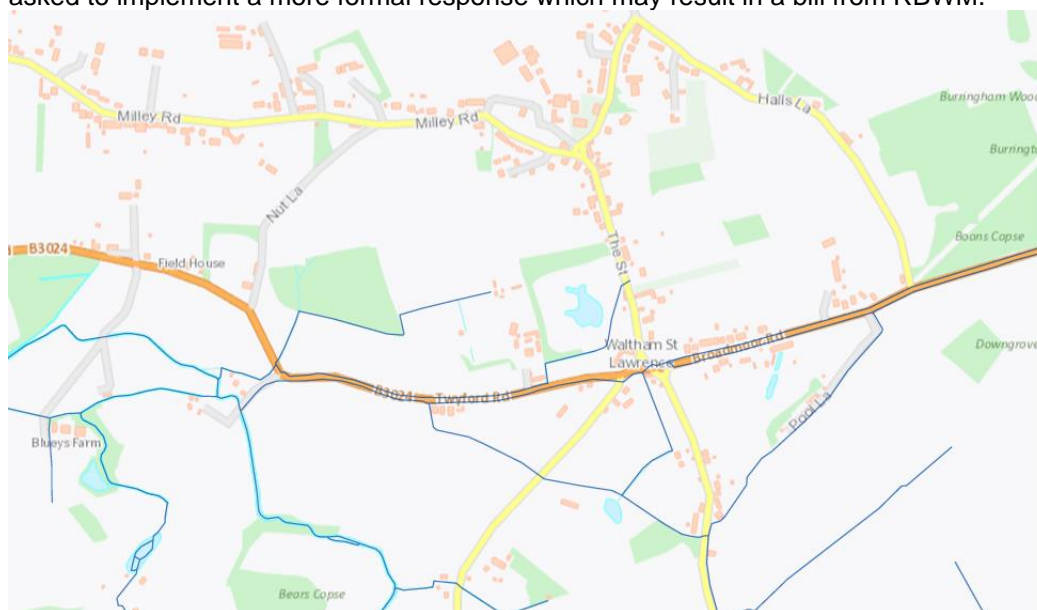 asked to implement a more formal response which may result in a bill from RBWM.
Milley Rd
Milley Rd
Halls La
Burringham Wood
Nut La
The St
B3024
Field House
Boons Copse
Waltham St
Lawrence
Broadmoor Rd
Downgrove
B3024
Twyford Rd
Pool La
Blueys Farm
Bears Copse